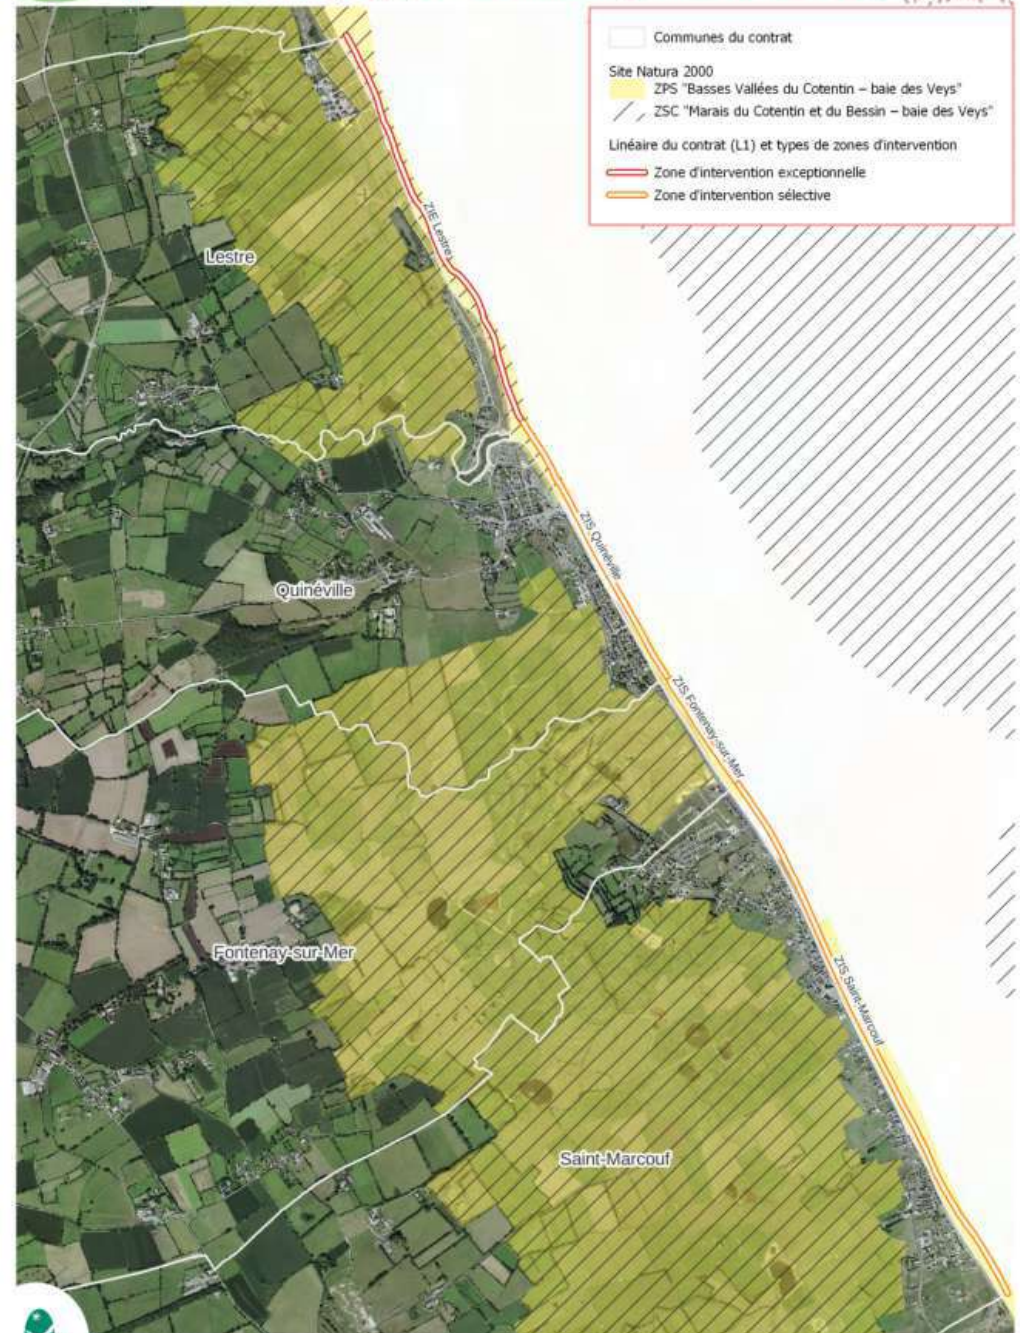 Communes du contrat
Site Natura 2000
ZPS "Basses Vallées du Cotentin – baie des Veys"
ZSC "Marais du Cotentin et du Bessin – baie des Veys"
Linéaire du contrat (L1) et types de zones d'intervention
Zone d'intervention exceptionnelle
Zone d'intervention sélective
ZIE Lestre
Lestre
ZIS Quinéville
Quinéville
ZIS Fontenay-sur-Mer
Fontenay-sur-Mer
ZIS Saint-Marcouf
Saint-Marcouf